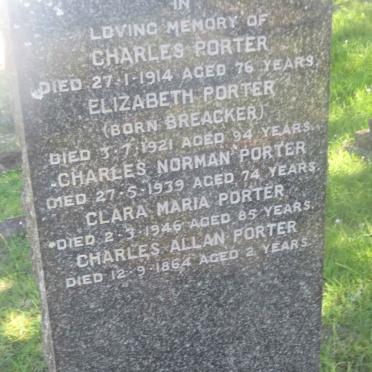 IN
LOVING MEMORY OF
CHARLES PORTER
DIED 27·1·1914 AGED 76 YEARS.
ELIZABETH PORTER
(BORN BREACKER)
DIED 3·7·1921 AGED 94 YEARS.
CHARLES NORMAN PORTER
DIED 27·5·1939 AGED 74 YEARS.
CLARA MARIA PORTER
DIED 2·3·1946 AGED 85 YEARS.
CHARLES ALLAN PORTER
DIED 12·9·1864 AGED 2 YEARS.